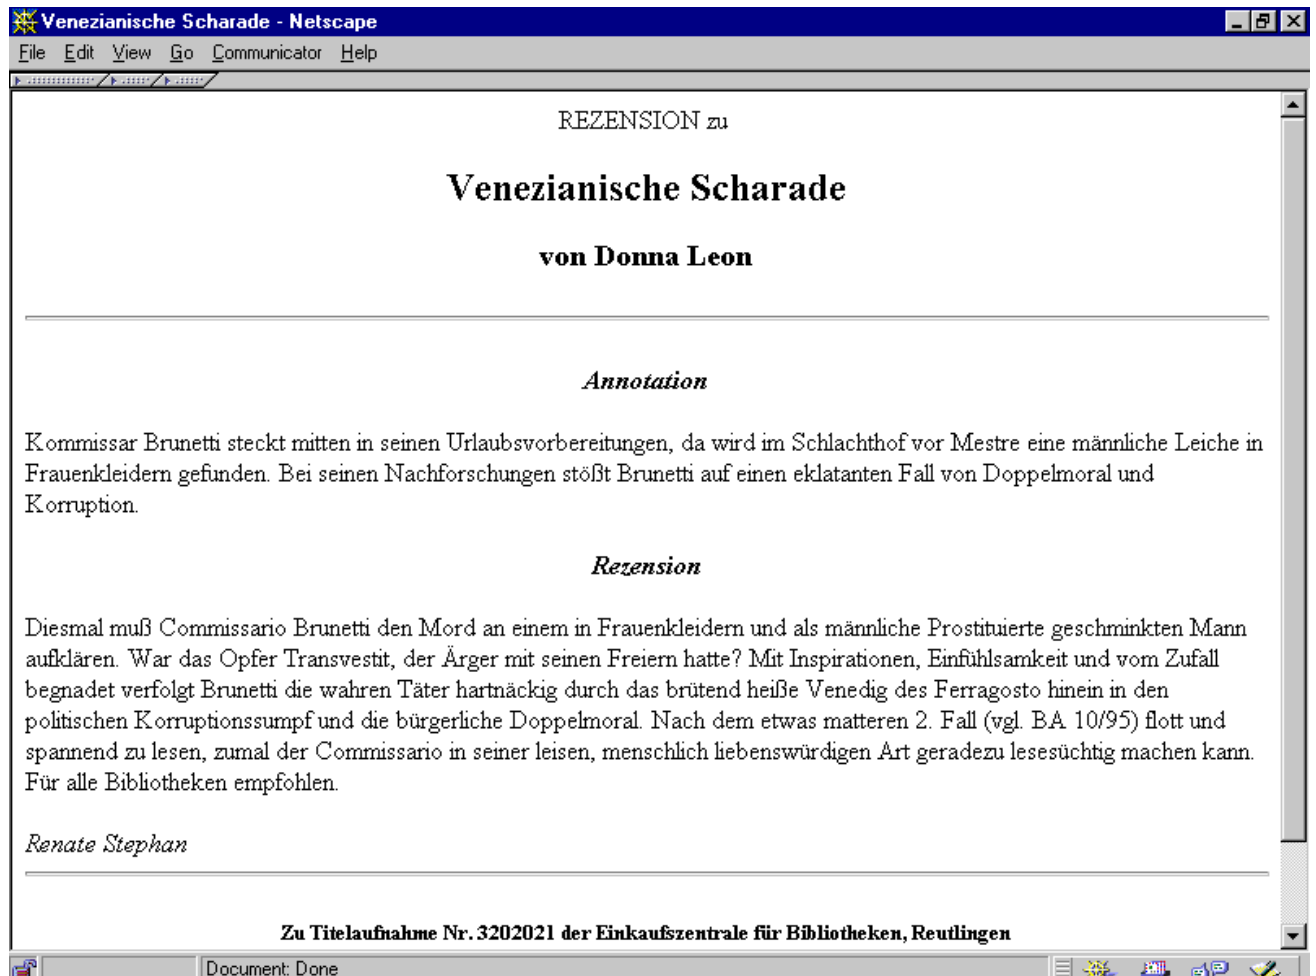 Venezianische Scharade - Netscape
File Edit View Go Communicator Help
REZENSION zu
Venezianische Scharade
von Donna Leon
Annotation
Kommissar Brunetti steckt mitten in seinen Urlaubsvorbereitungen, da wird im Schlachthof vor Mestre eine männliche Leiche in
Frauenkleidern gefunden. Bei seinen Nachforschungen stößt Brunetti auf einen eklatanten Fall von Doppelmoral und
Korruption.
Rezension
Diesmal muß Commissario Brunetti den Mord an einem in Frauenkleidern und als männliche Prostituierte geschminkten Mann
aufklären. War das Opfer Transvestit, der Ärger mit seinen Freiern hatte? Mit Inspirationen, Einfühlsamkeit und vom Zufall
begnadet verfolgt Brunetti die wahren Täter hartnäckig durch das brütend heiße Venedig des Ferragosto hinein in den
politischen Korruptionssumpf und die bürgerliche Doppelmoral. Nach dem etwas matteren 2. Fall (vgl. BA 10/95) flott und
spannend zu lesen, zumal der Commissario in seiner leisen, menschlich liebenswürdigen Art geradezu lesesüchtig machen kann.
Für alle Bibliotheken empfohlen.
Renate Stephan
Zu Titelaufnahme Nr. 3202021 der Einkaufszentrale für Bibliotheken, Reutlingen
Document: Done